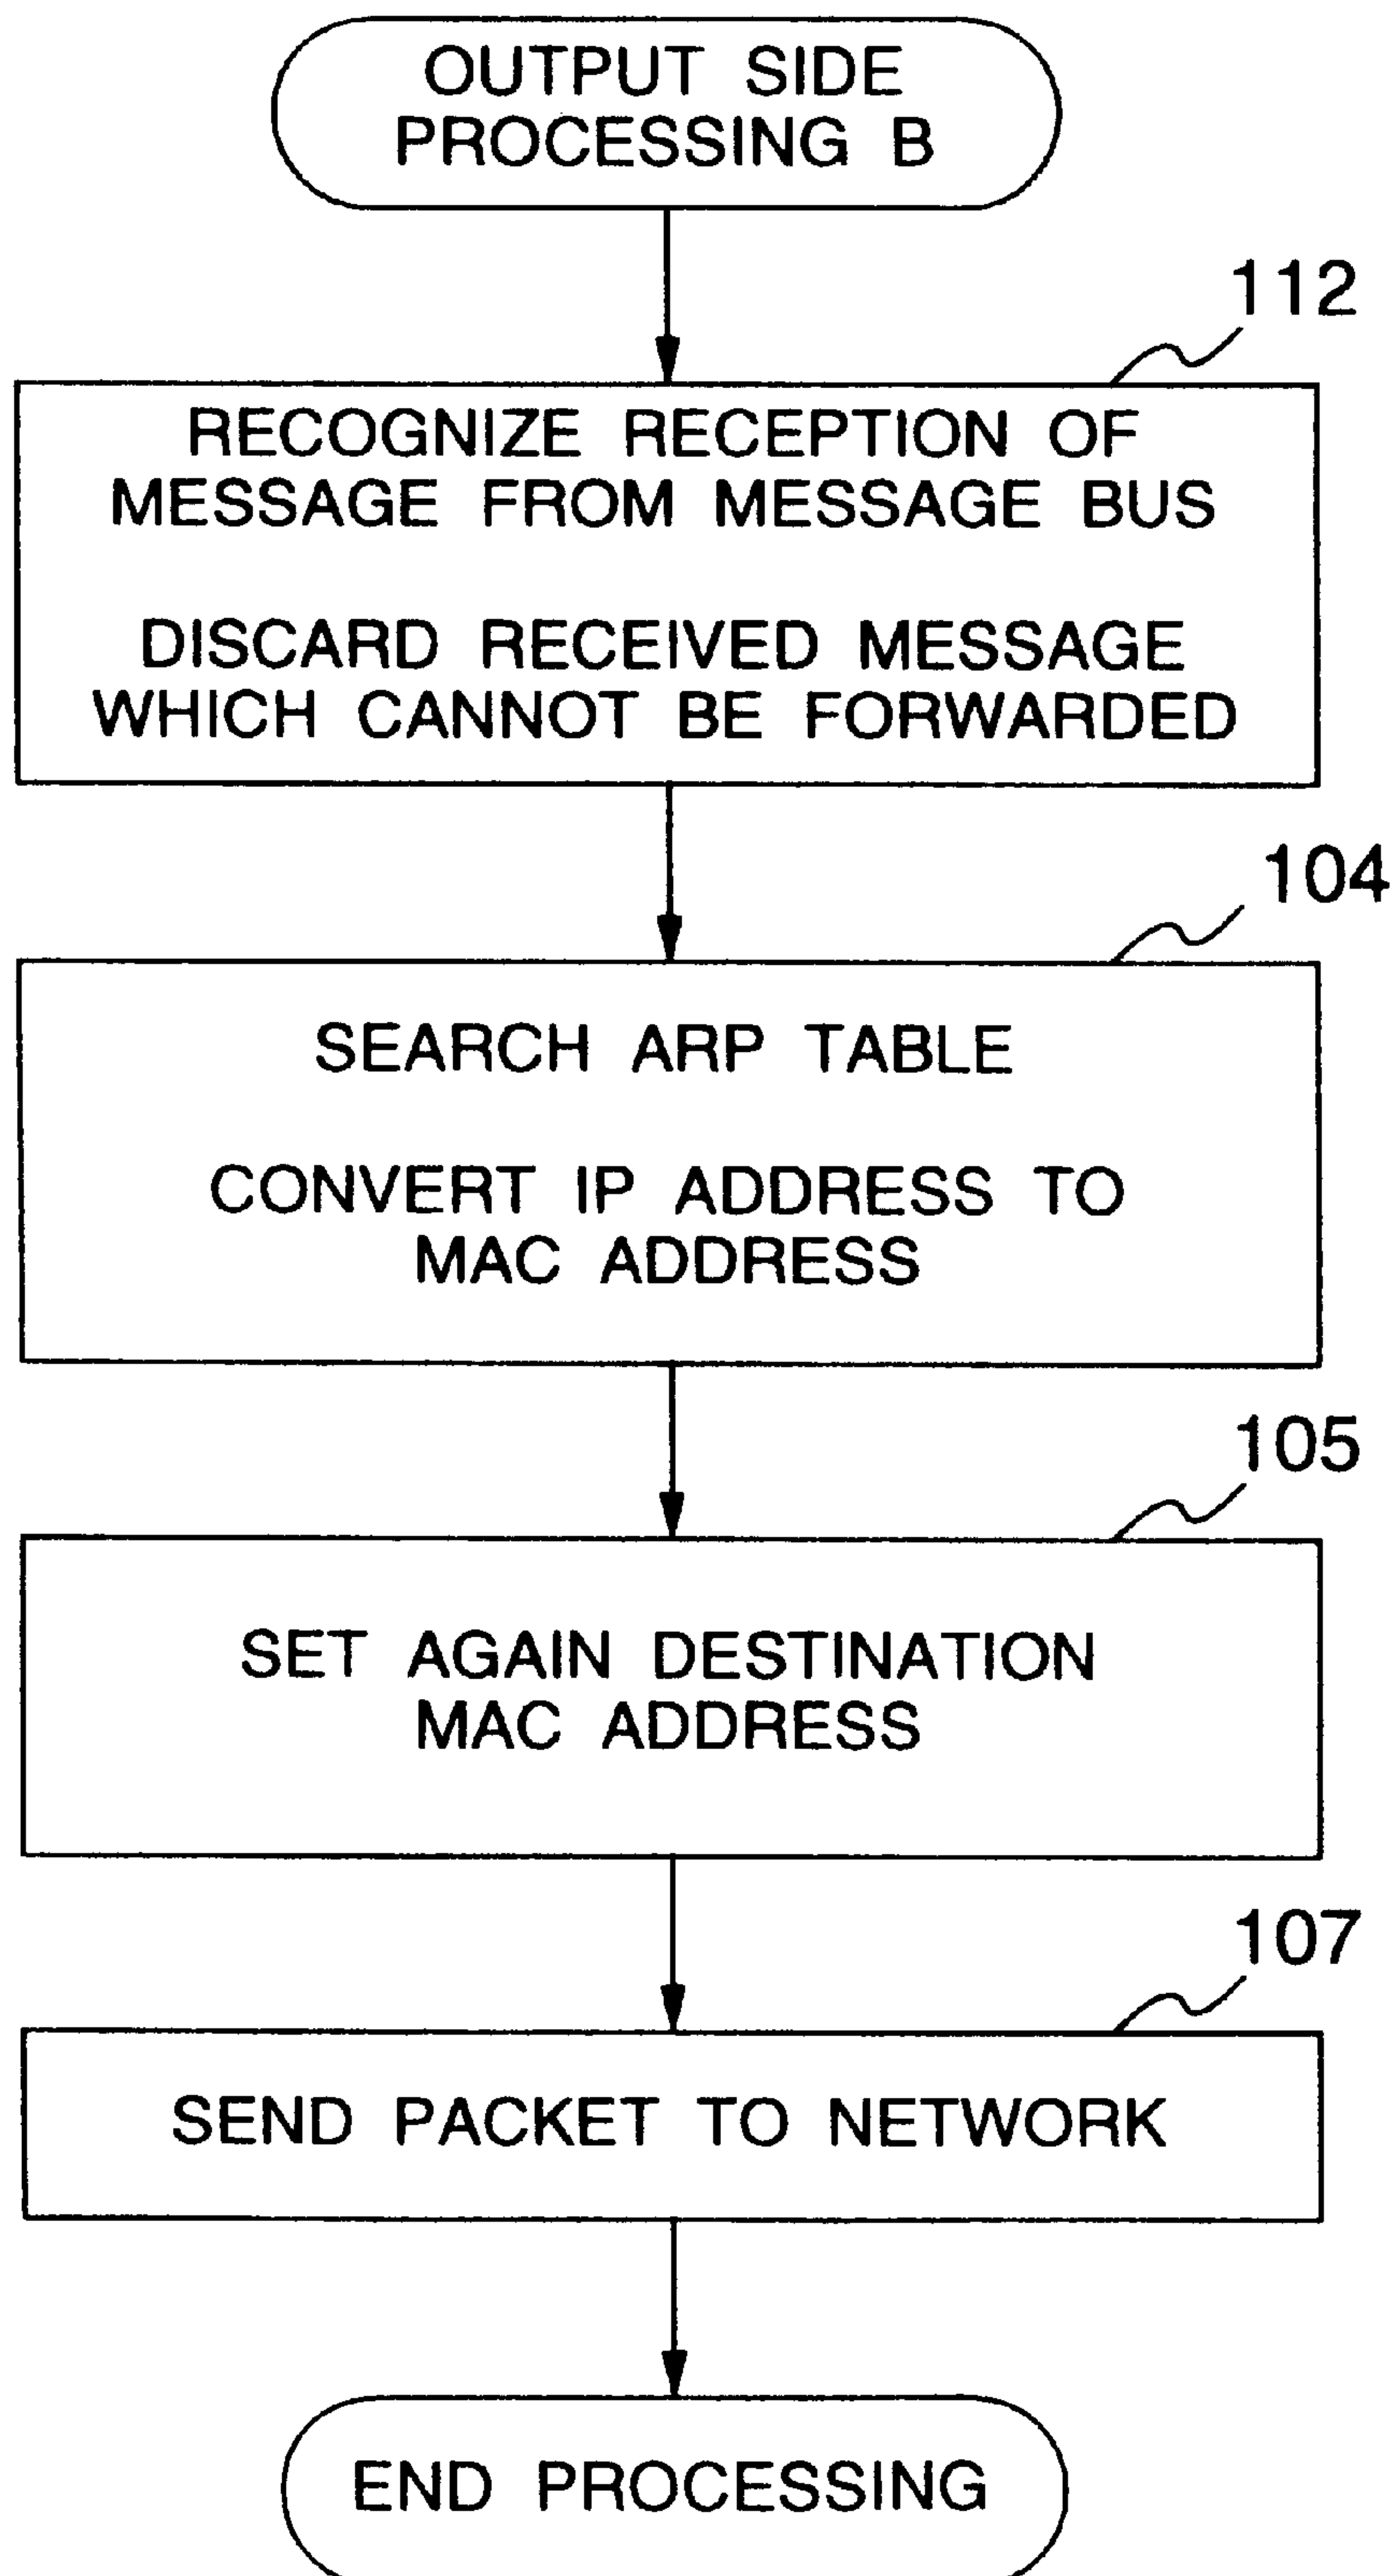 OUTPUT SIDE
PROCESSING B
112
RECOGNIZE RECEPTION OF
MESSAGE FROM MESSAGE BUS
DISCARD RECEIVED MESSAGE
WHICH CANNOT BE FORWARDED
104
SEARCH ARP TABLE
CONVERT IP ADDRESS TO
MAC ADDRESS
105
SET AGAIN DESTINATION
MAC ADDRESS
107
SEND PACKET TO NETWORK
END PROCESSING